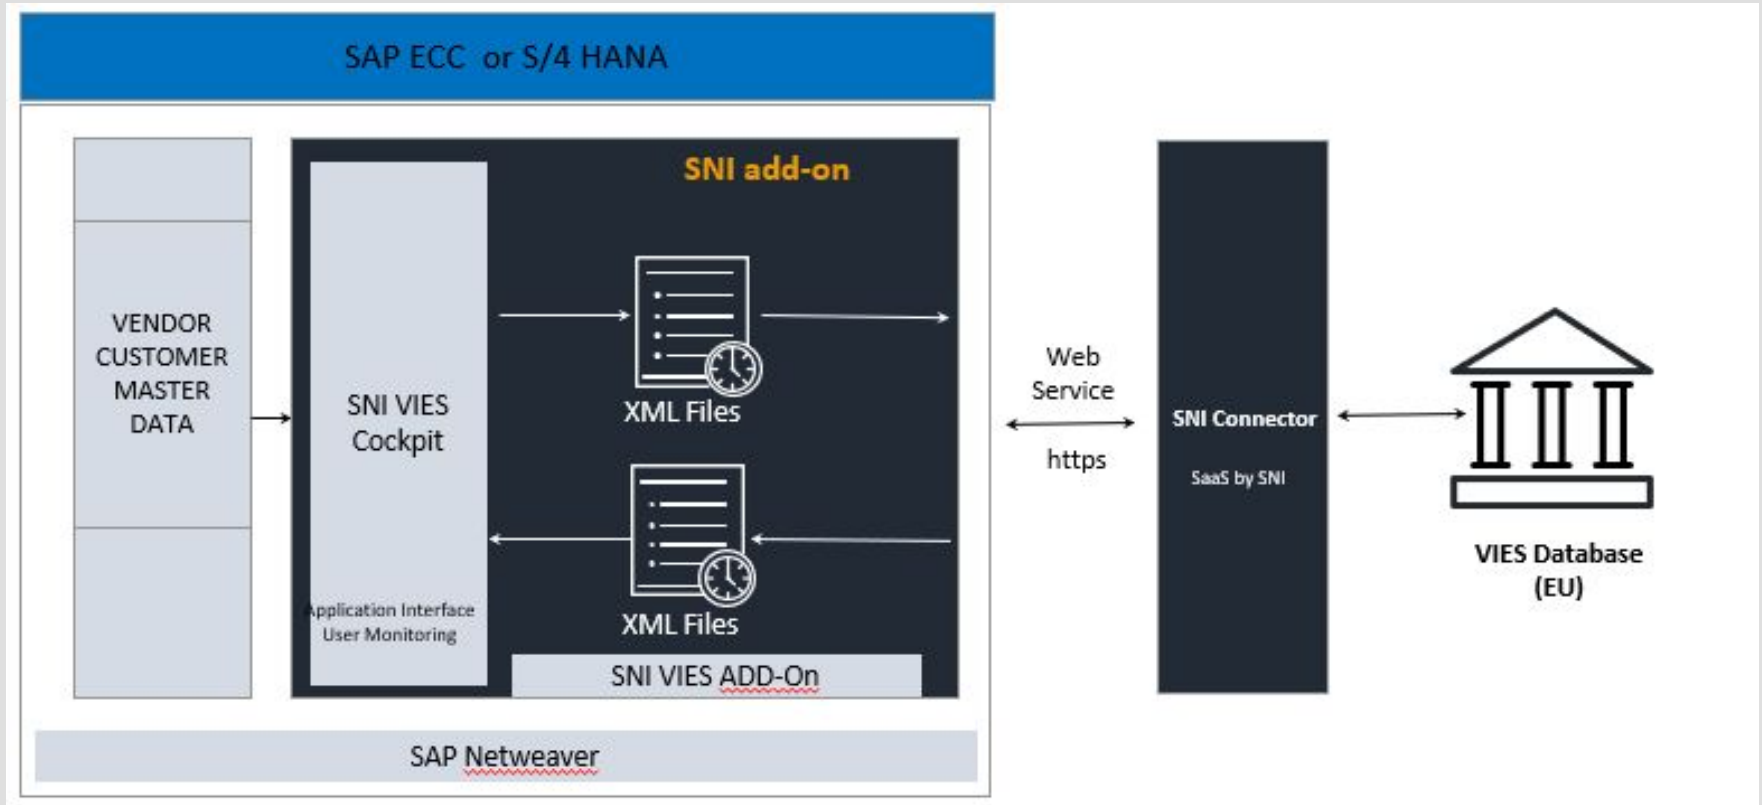 SAP ECC or S/4 HANA
SNI add-on
VENDOR
CUSTOMER
MASTER
DATA
SNI VIES
Cockpit
Application Interface
User Monitoring
XML Files
XML Files
SNI VIES ADD-On
SAP Netweaver
Web
Service
https
SNI Connector
SaaS by SNI
VIES Database
(EU)